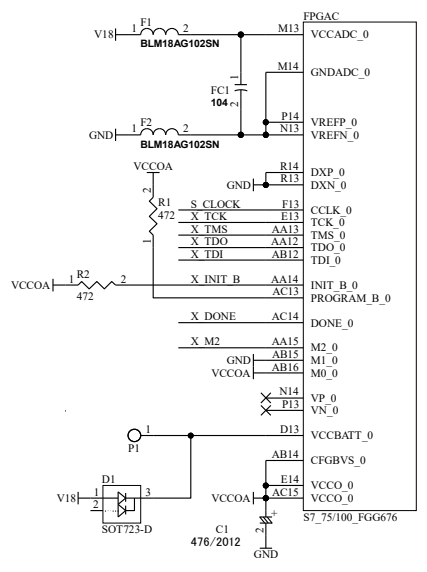 FPGAC
F1
V18 1 2 M13 VCCADC_0
BLM18AG102SN
M14 GNDADC_0
1
FC1
104
2
P14 VREFP_0
F2
GND 1 2 N13 VREFN_0
BLM18AG102SN
VCCOA
R14 DXP_0
GND R13 DXN_0
2
R1
472
1
S_CLOCK F13 CCLK_0
X_TCK E13 TCK_0
X_TMS AA13 TMS_0
X_TDO AA12 TDO_0
X_TDI AB12 TDI_0
R2
VCCOA 1 2 X_INIT_B AA14 INIT_B_0
472
AC13 PROGRAM_B_0
X_DONE AC14 DONE_0
X_M2 AA15 M2_0
GND AB15 M1_0
VCCOA AB16 M0_0
N14 VP_0
P13 VN_0
1 D13 VCCBATT_0
P1
AB14 CFGBVS_0
D1
E14 VCCO_0
V18 1 3 VCCOA AC15 VCCO_0
2
SOT723-D
S7_75/100_FGG676
C1 +
476/2012
GND